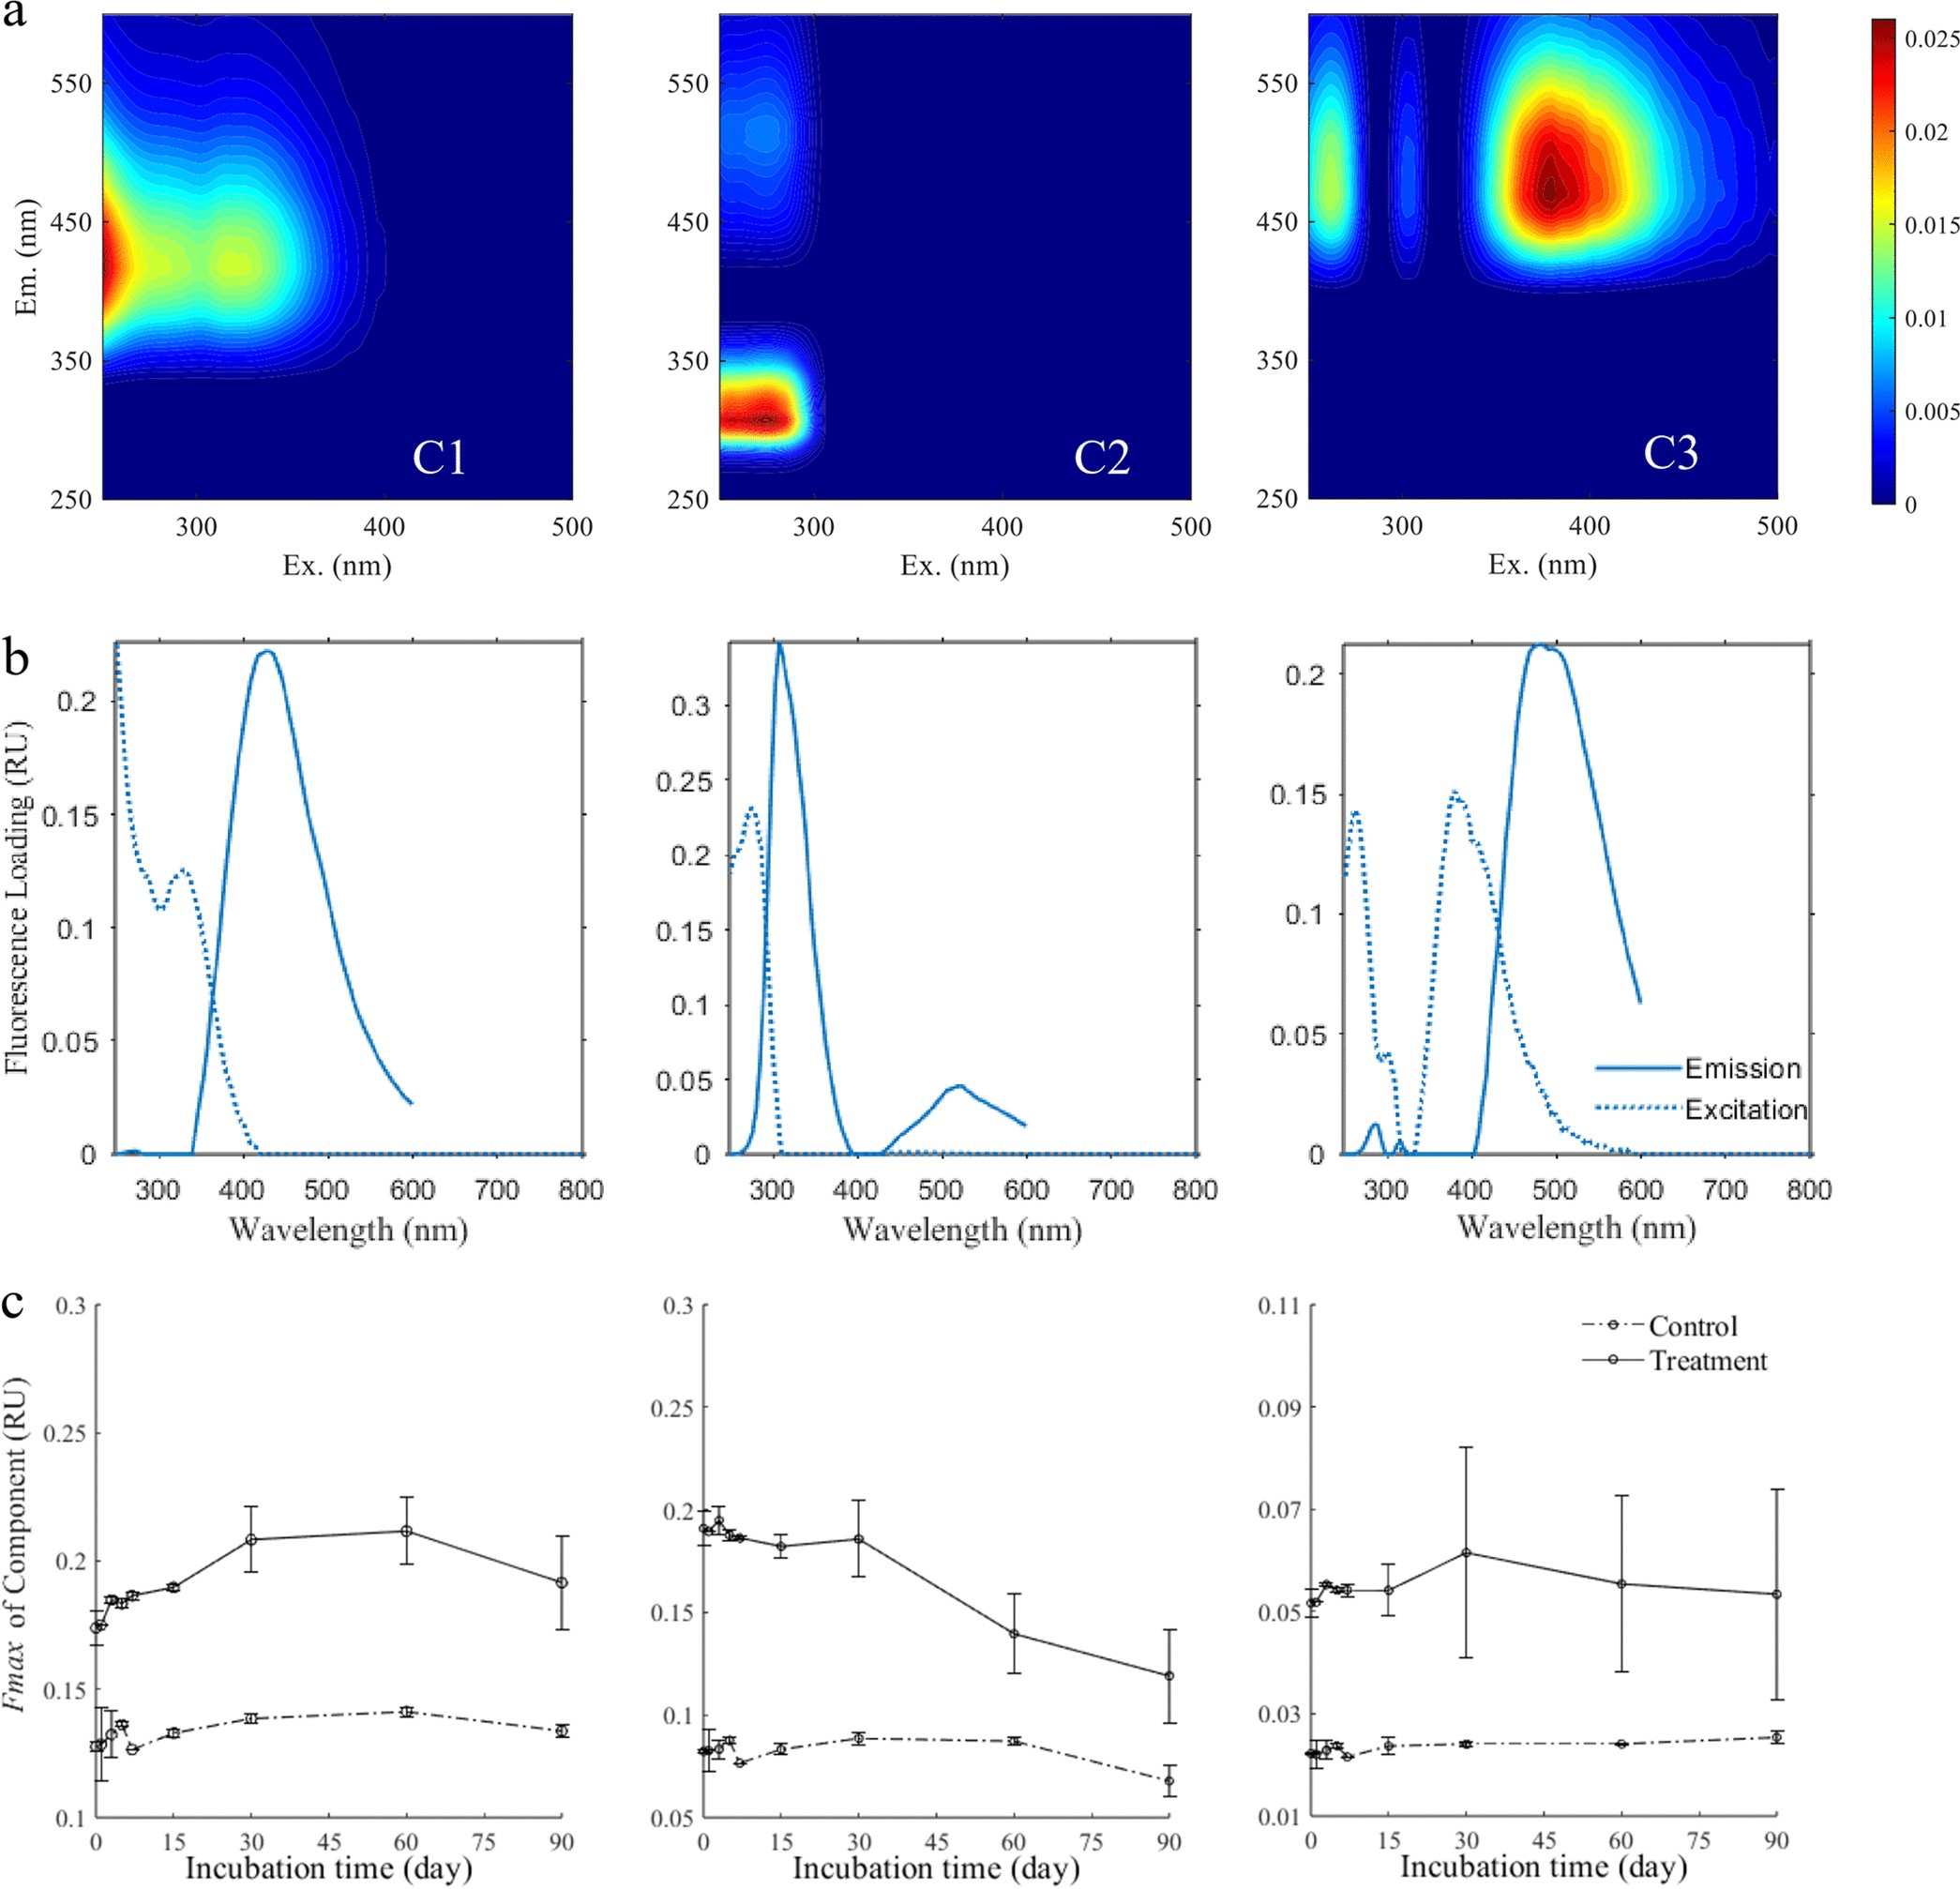 a
550
450
350
250
Em. (nm)
300 400 500
Ex. (nm)
C1
550
450
350
250
300 400 500
Ex. (nm)
C2
550
450
350
250
300 400 500
Ex. (nm)
C3
0.025
0.02
0.015
0.01
0.005
0
b
Fluorescence Loading (RU)
0.2
0.15
0.1
0.05
0
300 400 500 600 700 800
Wavelength (nm)
0.3
0.25
0.2
0.15
0.1
0.05
0
300 400 500 600 700 800
Wavelength (nm)
0.2
0.15
0.1
0.05
0
Emission
Excitation
300 400 500 600 700 800
Wavelength (nm)
c
Fmax of Component (RU)
0.3
0.25
0.2
0.15
0.1
0 15 30 45 60 75 90
Incubation time (day)
0.3
0.25
0.2
0.15
0.1
0.05
0 15 30 45 60 75 90
Incubation time (day)
0.11
0.09
0.07
0.05
0.03
0.01
Control
Treatment
0 15 30 45 60 75 90
Incubation time (day)